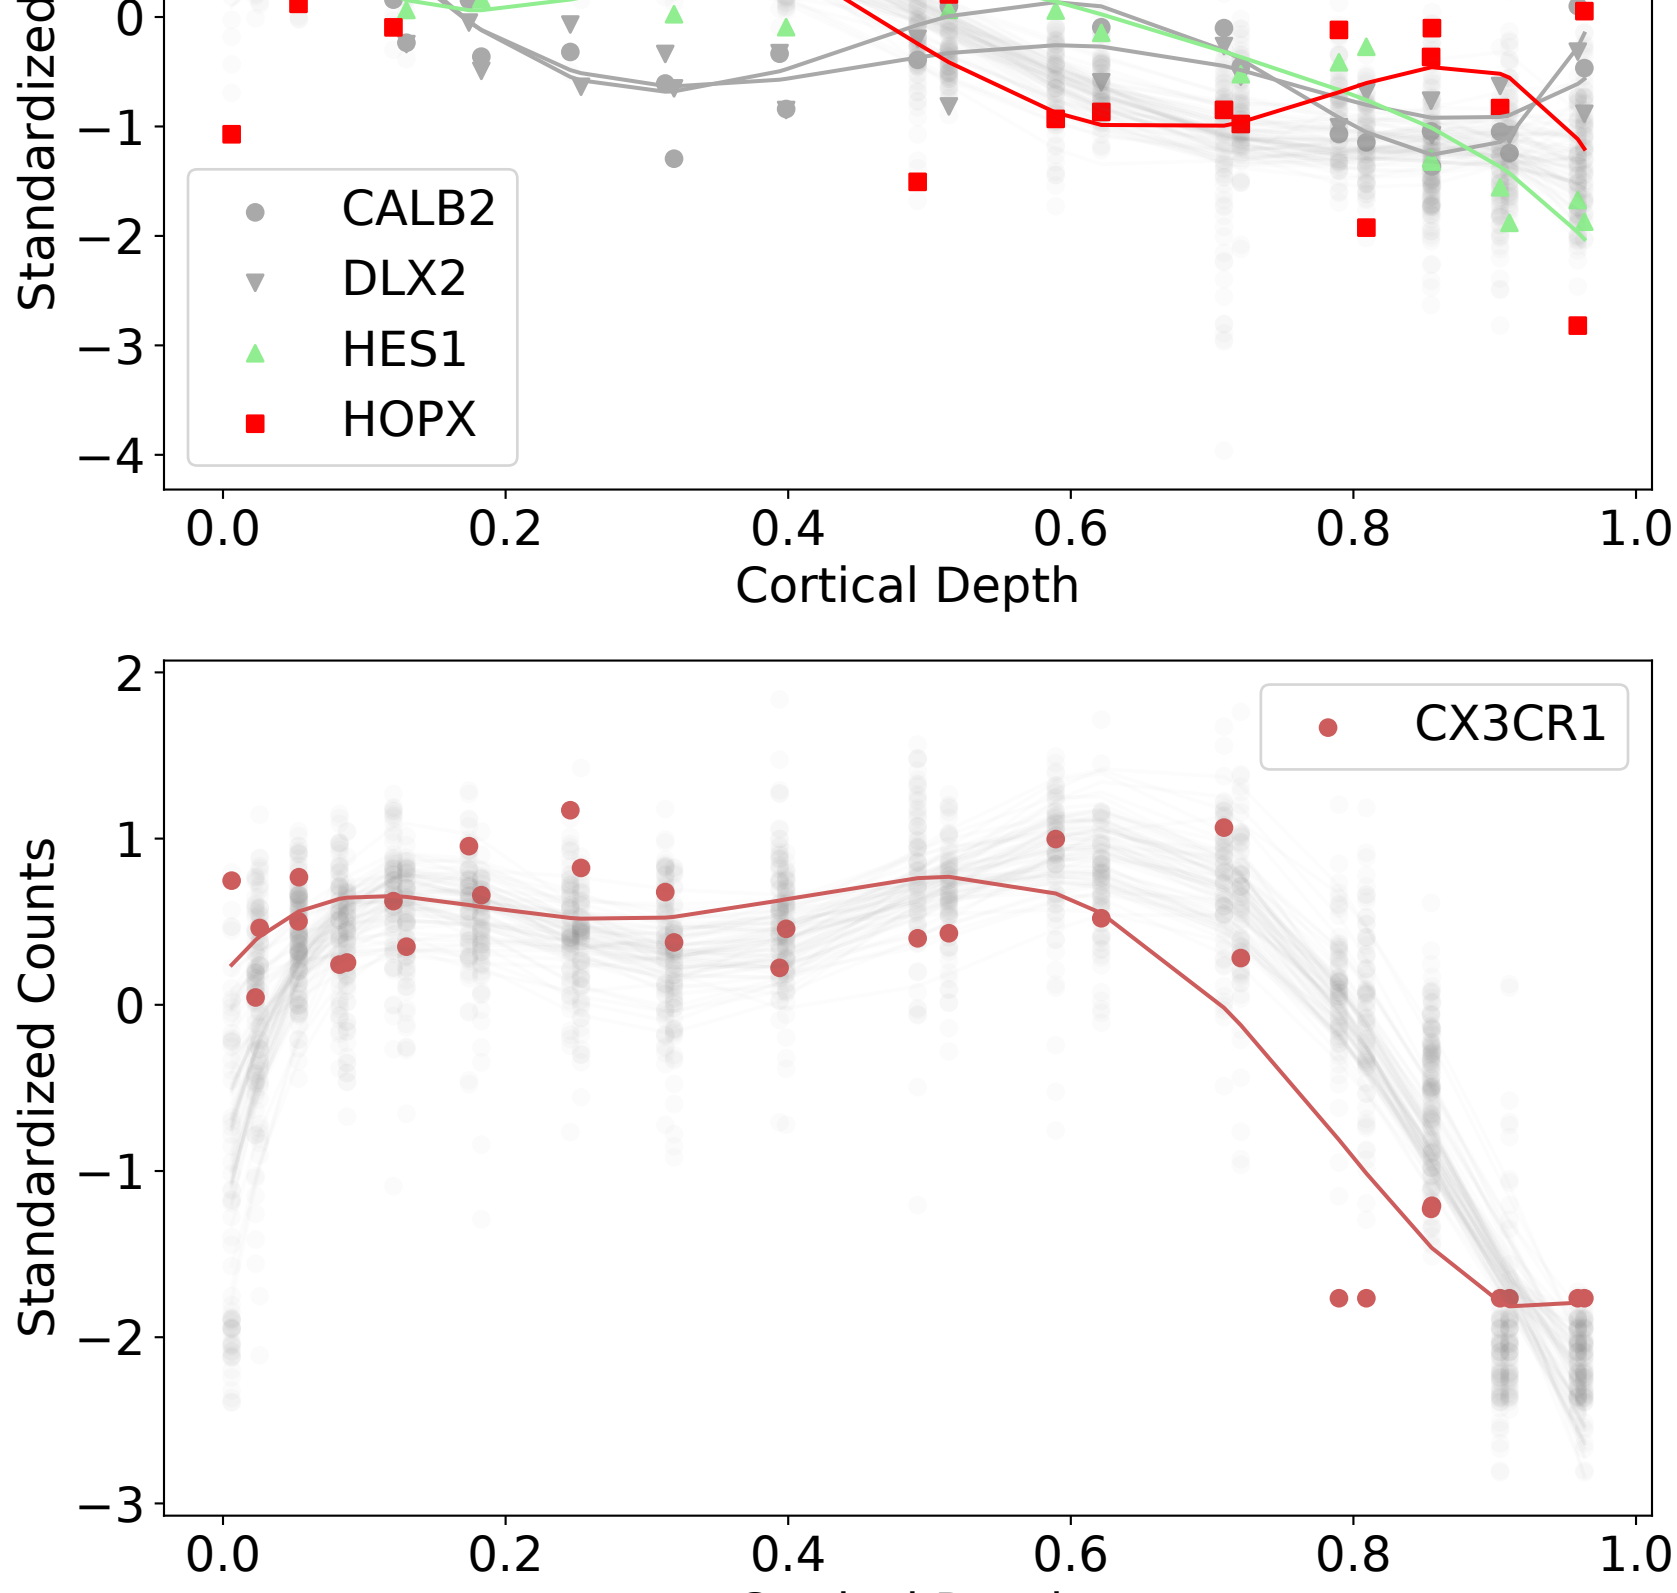 Standardized
0
−1
−2
−3
−4
CALB2
DLX2
HES1
HOPX
0.0 0.2 0.4 0.6 0.8 1.0
Cortical Depth
Standardized Counts
2
1
0
−1
−2
−3
CX3CR1
0.0 0.2 0.4 0.6 0.8 1.0